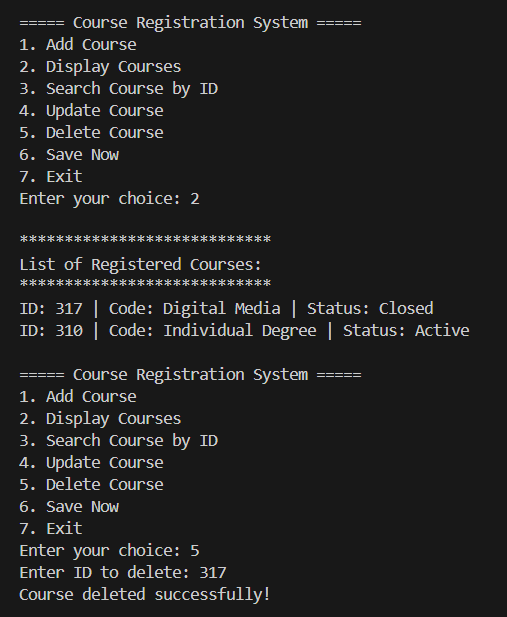 ===== Course Registration System =====
1. Add Course
2. Display Courses
3. Search Course by ID
4. Update Course
5. Delete Course
6. Save Now
7. Exit
Enter your choice: 2
****************************
List of Registered Courses:
****************************
ID: 317 | Code: Digital Media | Status: Closed
ID: 310 | Code: Individual Degree | Status: Active
===== Course Registration System =====
1. Add Course
2. Display Courses
3. Search Course by ID
4. Update Course
5. Delete Course
6. Save Now
7. Exit
Enter your choice: 5
Enter ID to delete: 317
Course deleted successfully!